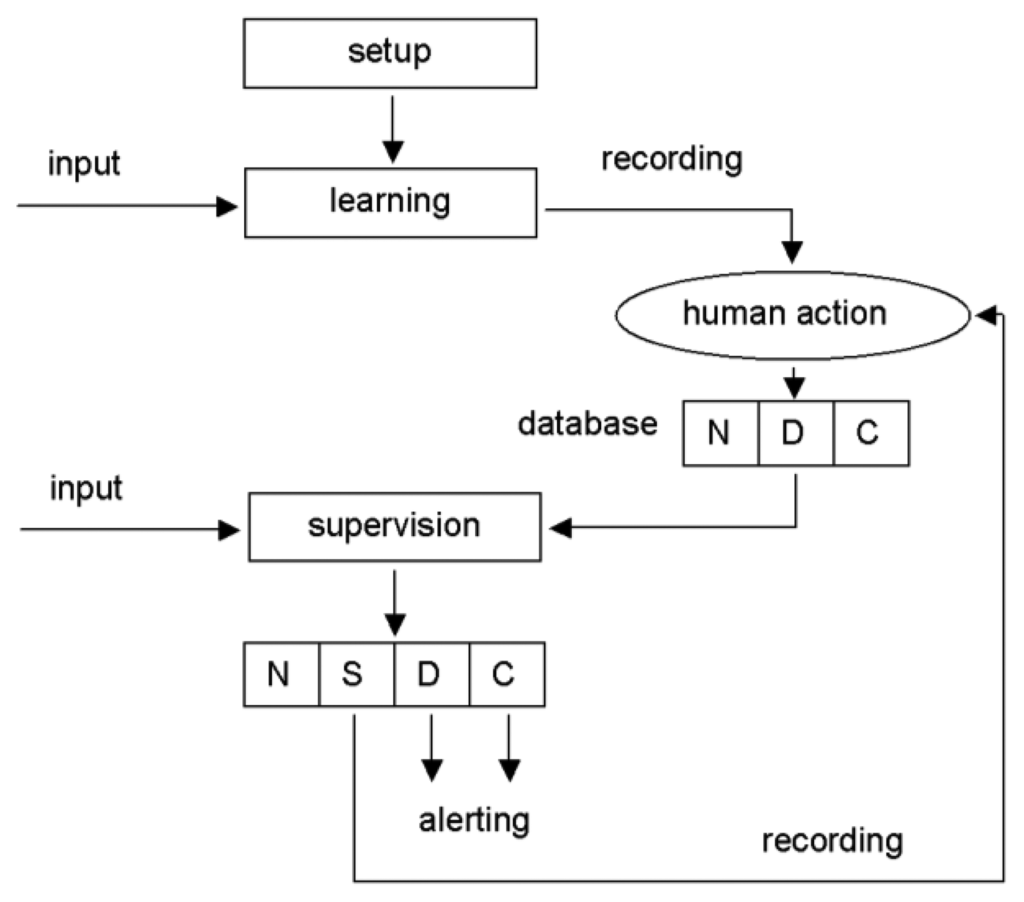 setup
input
recording
learning
human action
database
N D C
input
supervision
N S D C
alerting
recording